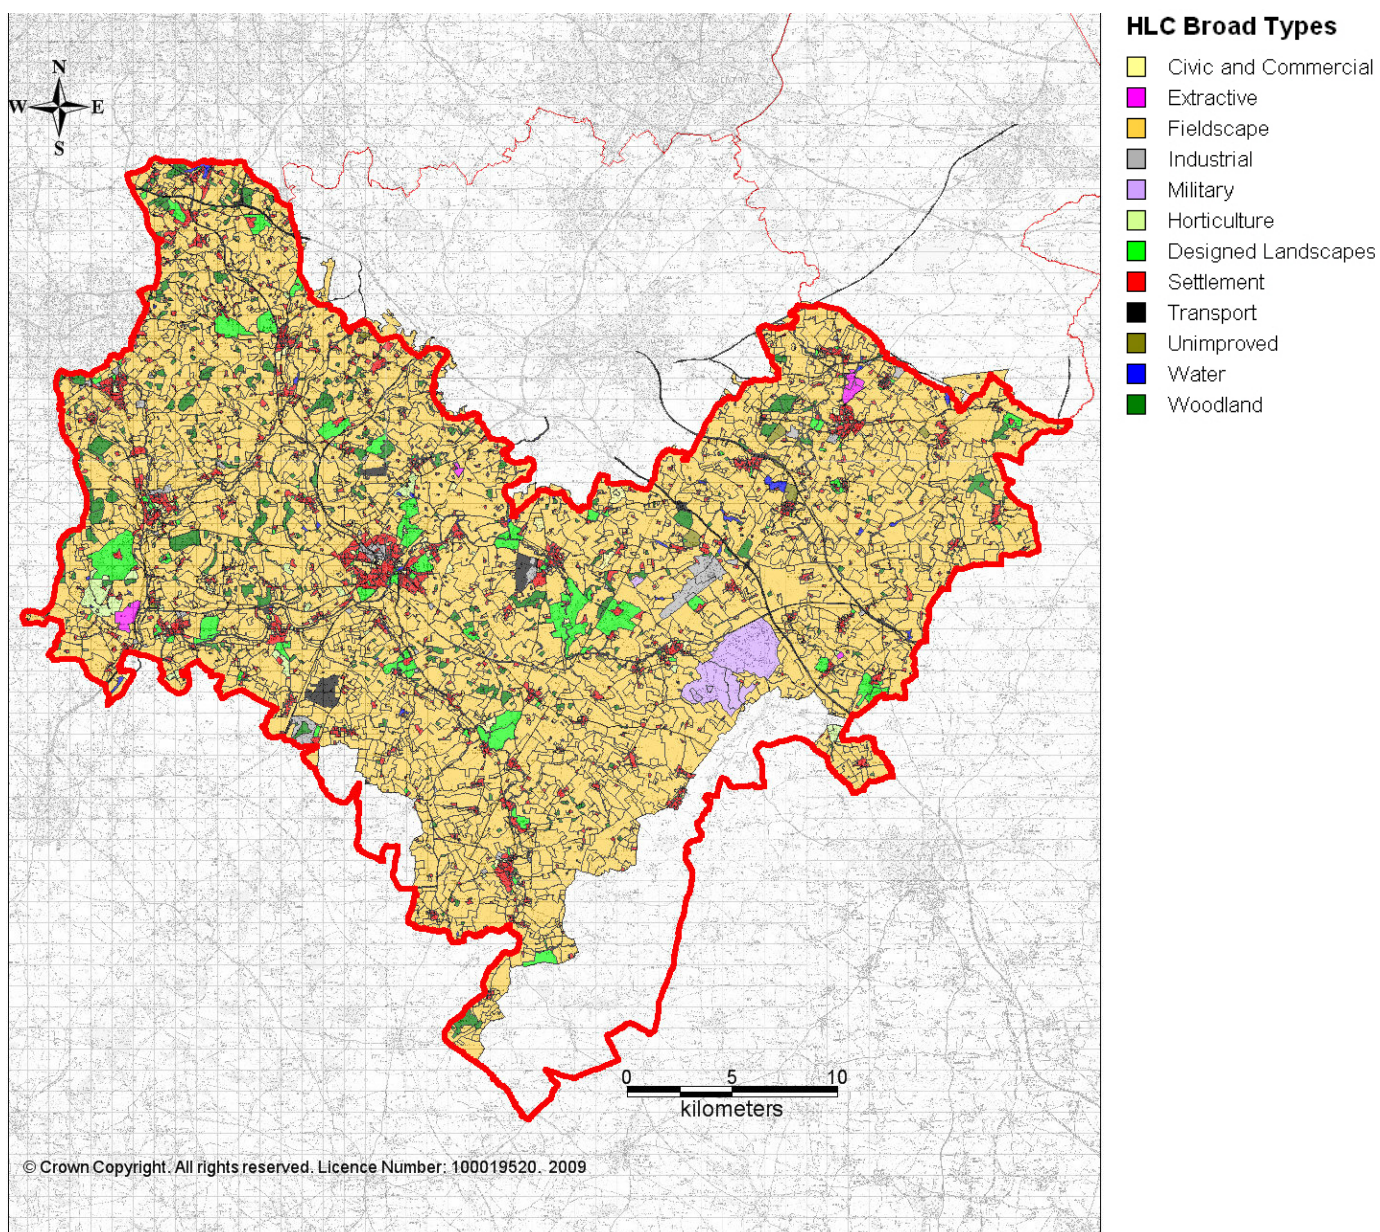 HLC Broad Types
Civic and Commercial
Extractive
Fieldscape
Industrial
Military
Horticulture
Designed Landscapes
Settlement
Transport
Unimproved
Water
Woodland
N
W E
S
0 5 10
kilometers
© Crown Copyright. All rights reserved. Licence Number: 100019520. 2009